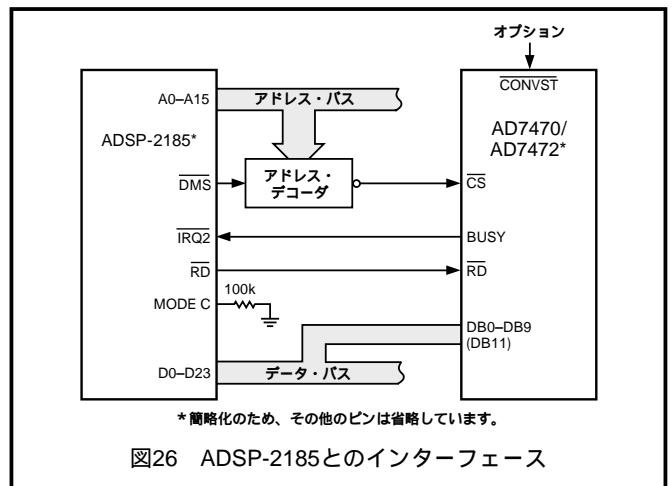 オプション
CONVST
A0–A15
アドレス・バス
ADSP-2185*
AD7470/
AD7472*
DMS
アドレス・
デコーダ
CS
IRQ2
BUSY
RD
RD
100k
MODE C
DB0–DB9
(DB11)
D0–D23
データ・バス
*簡略化のため、その他のピンは省略しています。
図26 ADSP-2185とのインターフェース